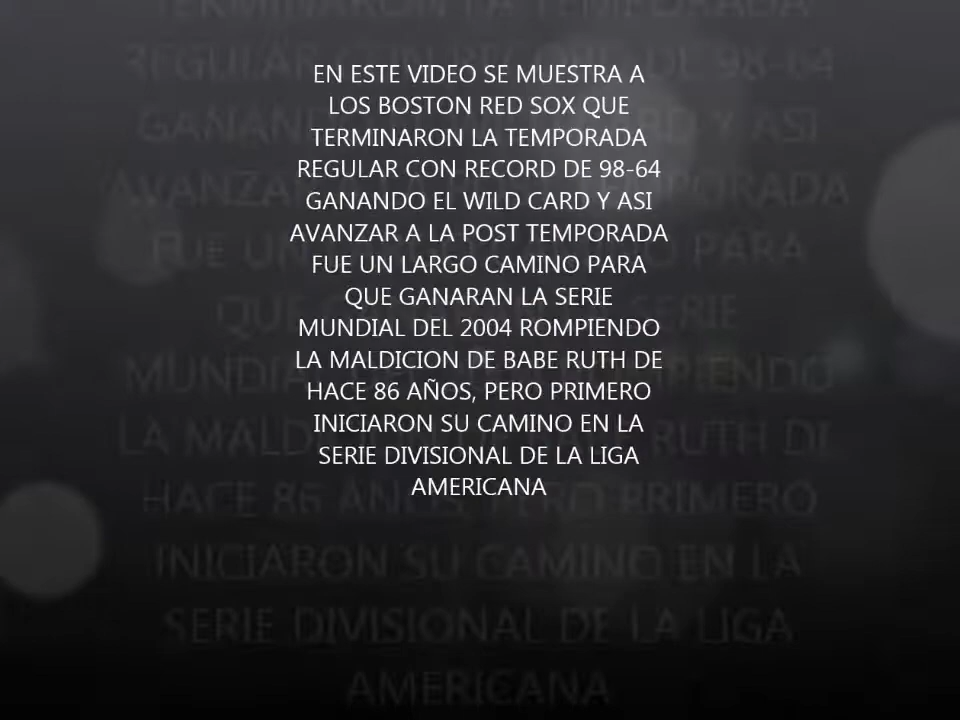 EN ESTE VIDEO SE MUESTRA A
LOS BOSTON RED SOX QUE
TERMINARON LA TEMPORADA
REGULAR CON RECORD DE 98-64
GANANDO EL WILD CARD Y ASI
AVANZAR A LA POST TEMPORADA
FUE UN LARGO CAMINO PARA
QUE GANARAN LA SERIE
MUNDIAL DEL 2004 ROMPIENDO
LA MALDICION DE BABE RUTH DE
HACE 86 AÑOS, PERO PRIMERO
INICIARON SU CAMINO EN LA
SERIE DIVISIONAL DE LA LIGA
AMERICANA